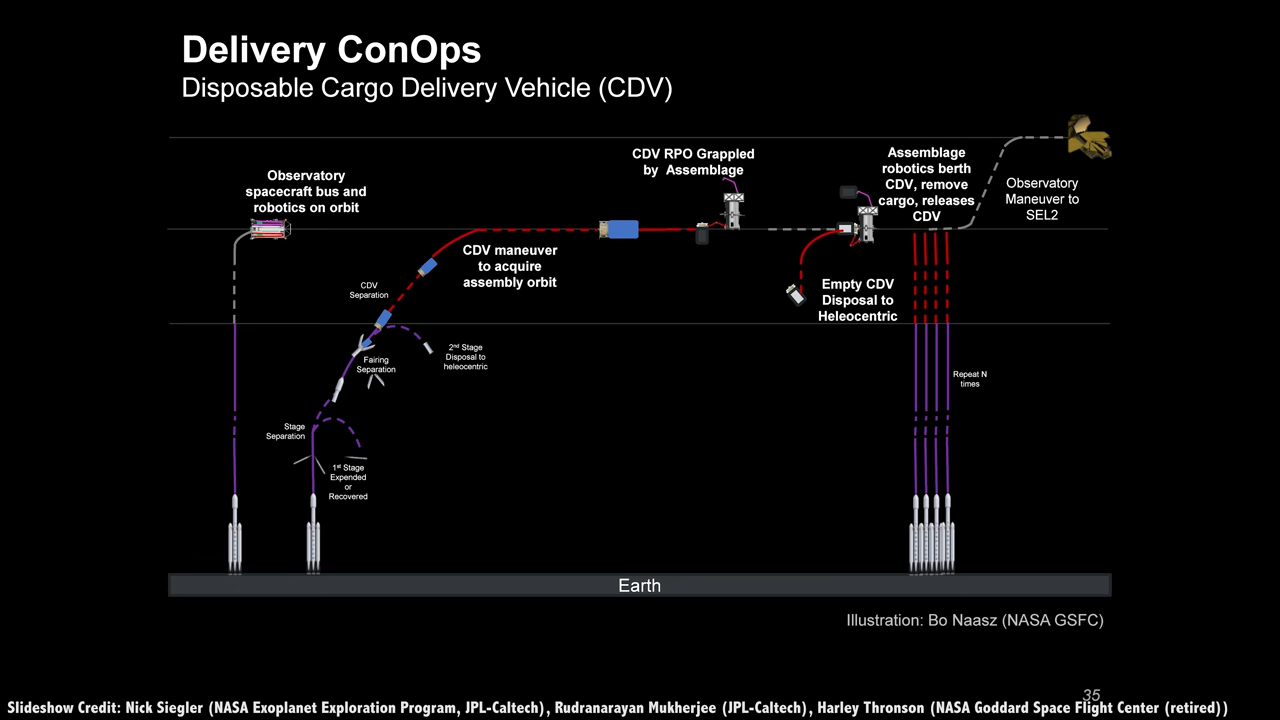 Delivery ConOps
Disposable Cargo Delivery Vehicle (CDV)
Observatory
spacecraft bus and
robotics on orbit
CDV RPO Grappled
by Assemblage
Assemblage
robotics berth
CDV, remove
cargo, releases
CDV
Observatory
Maneuver to
SEL2
CDV maneuver
to acquire
assembly orbit
CDV
Separation
Empty CDV
Disposal to
Heleocentric
Fairing
Separation
2nd Stage
Disposal to
heleocentric
Repeat N
times
Stage
Separation
1st Stage
Expended
or
Recovered
Earth
Illustration: Bo Naasz (NASA GSFC)
35
Slideshow Credit: Nick Siegler (NASA Exoplanet Exploration Program, JPL-Caltech), Rudranarayan Mukherjee (JPL-Caltech), Harley Thronson (NASA Goddard Space Flight Center (retired))